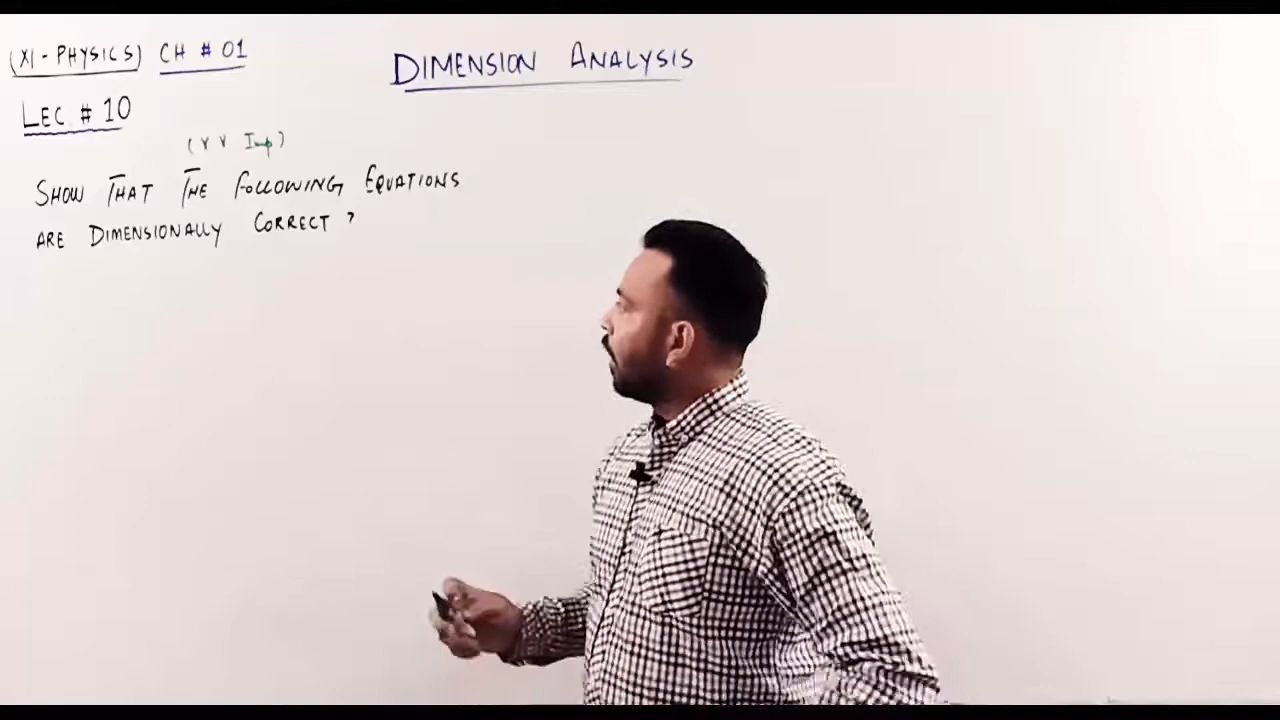 (XI - PHYSICS) CH # 01
DIMENSION ANALYSIS
LEC # 10
(V V Imp)
SHOW THAT THE FOLLOWING EQUATIONS
ARE DIMENSIONALLY CORRECT ?